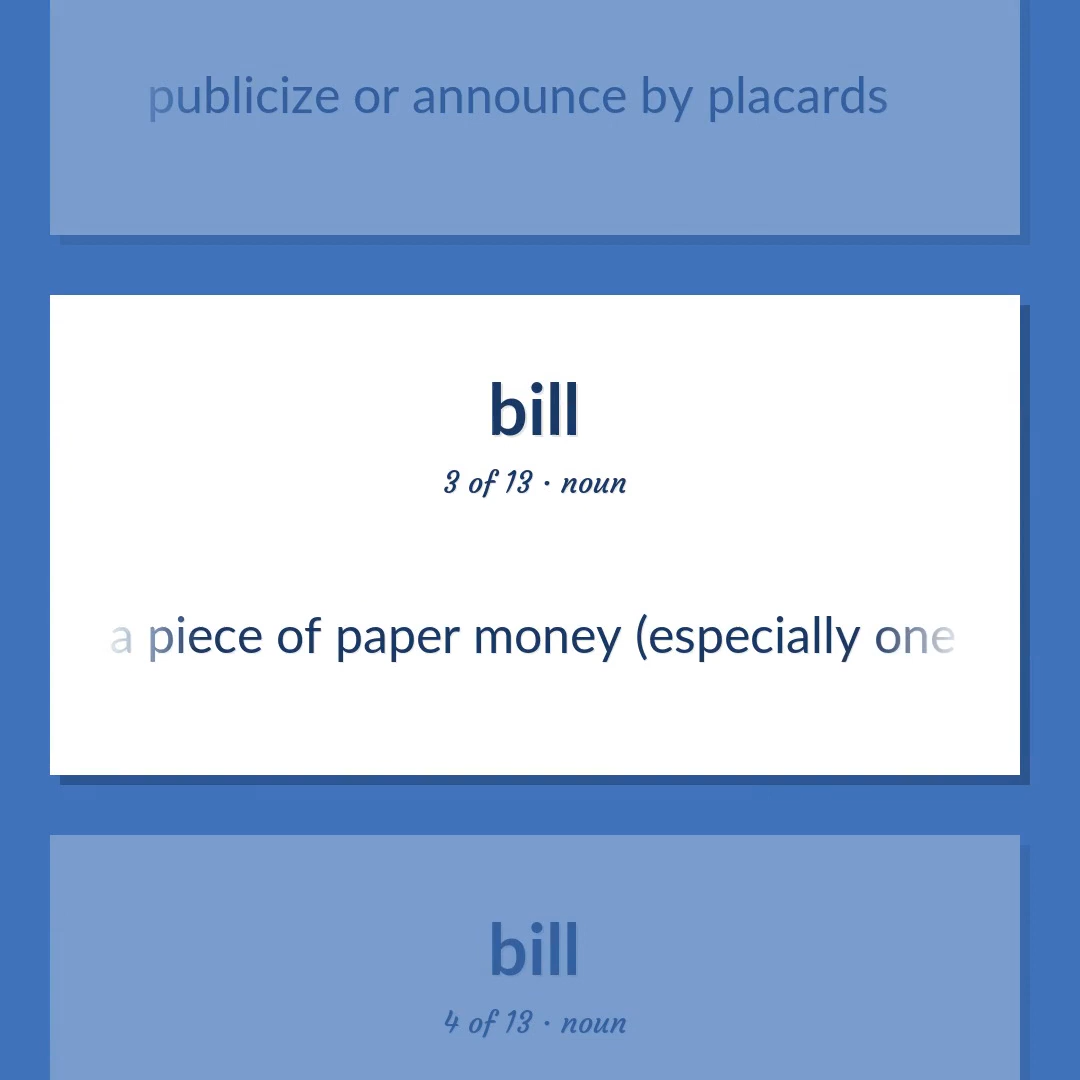 publicize or announce by placards
bill
3 of 13 · noun
a piece of paper money (especially one
bill
4 of 13 · noun